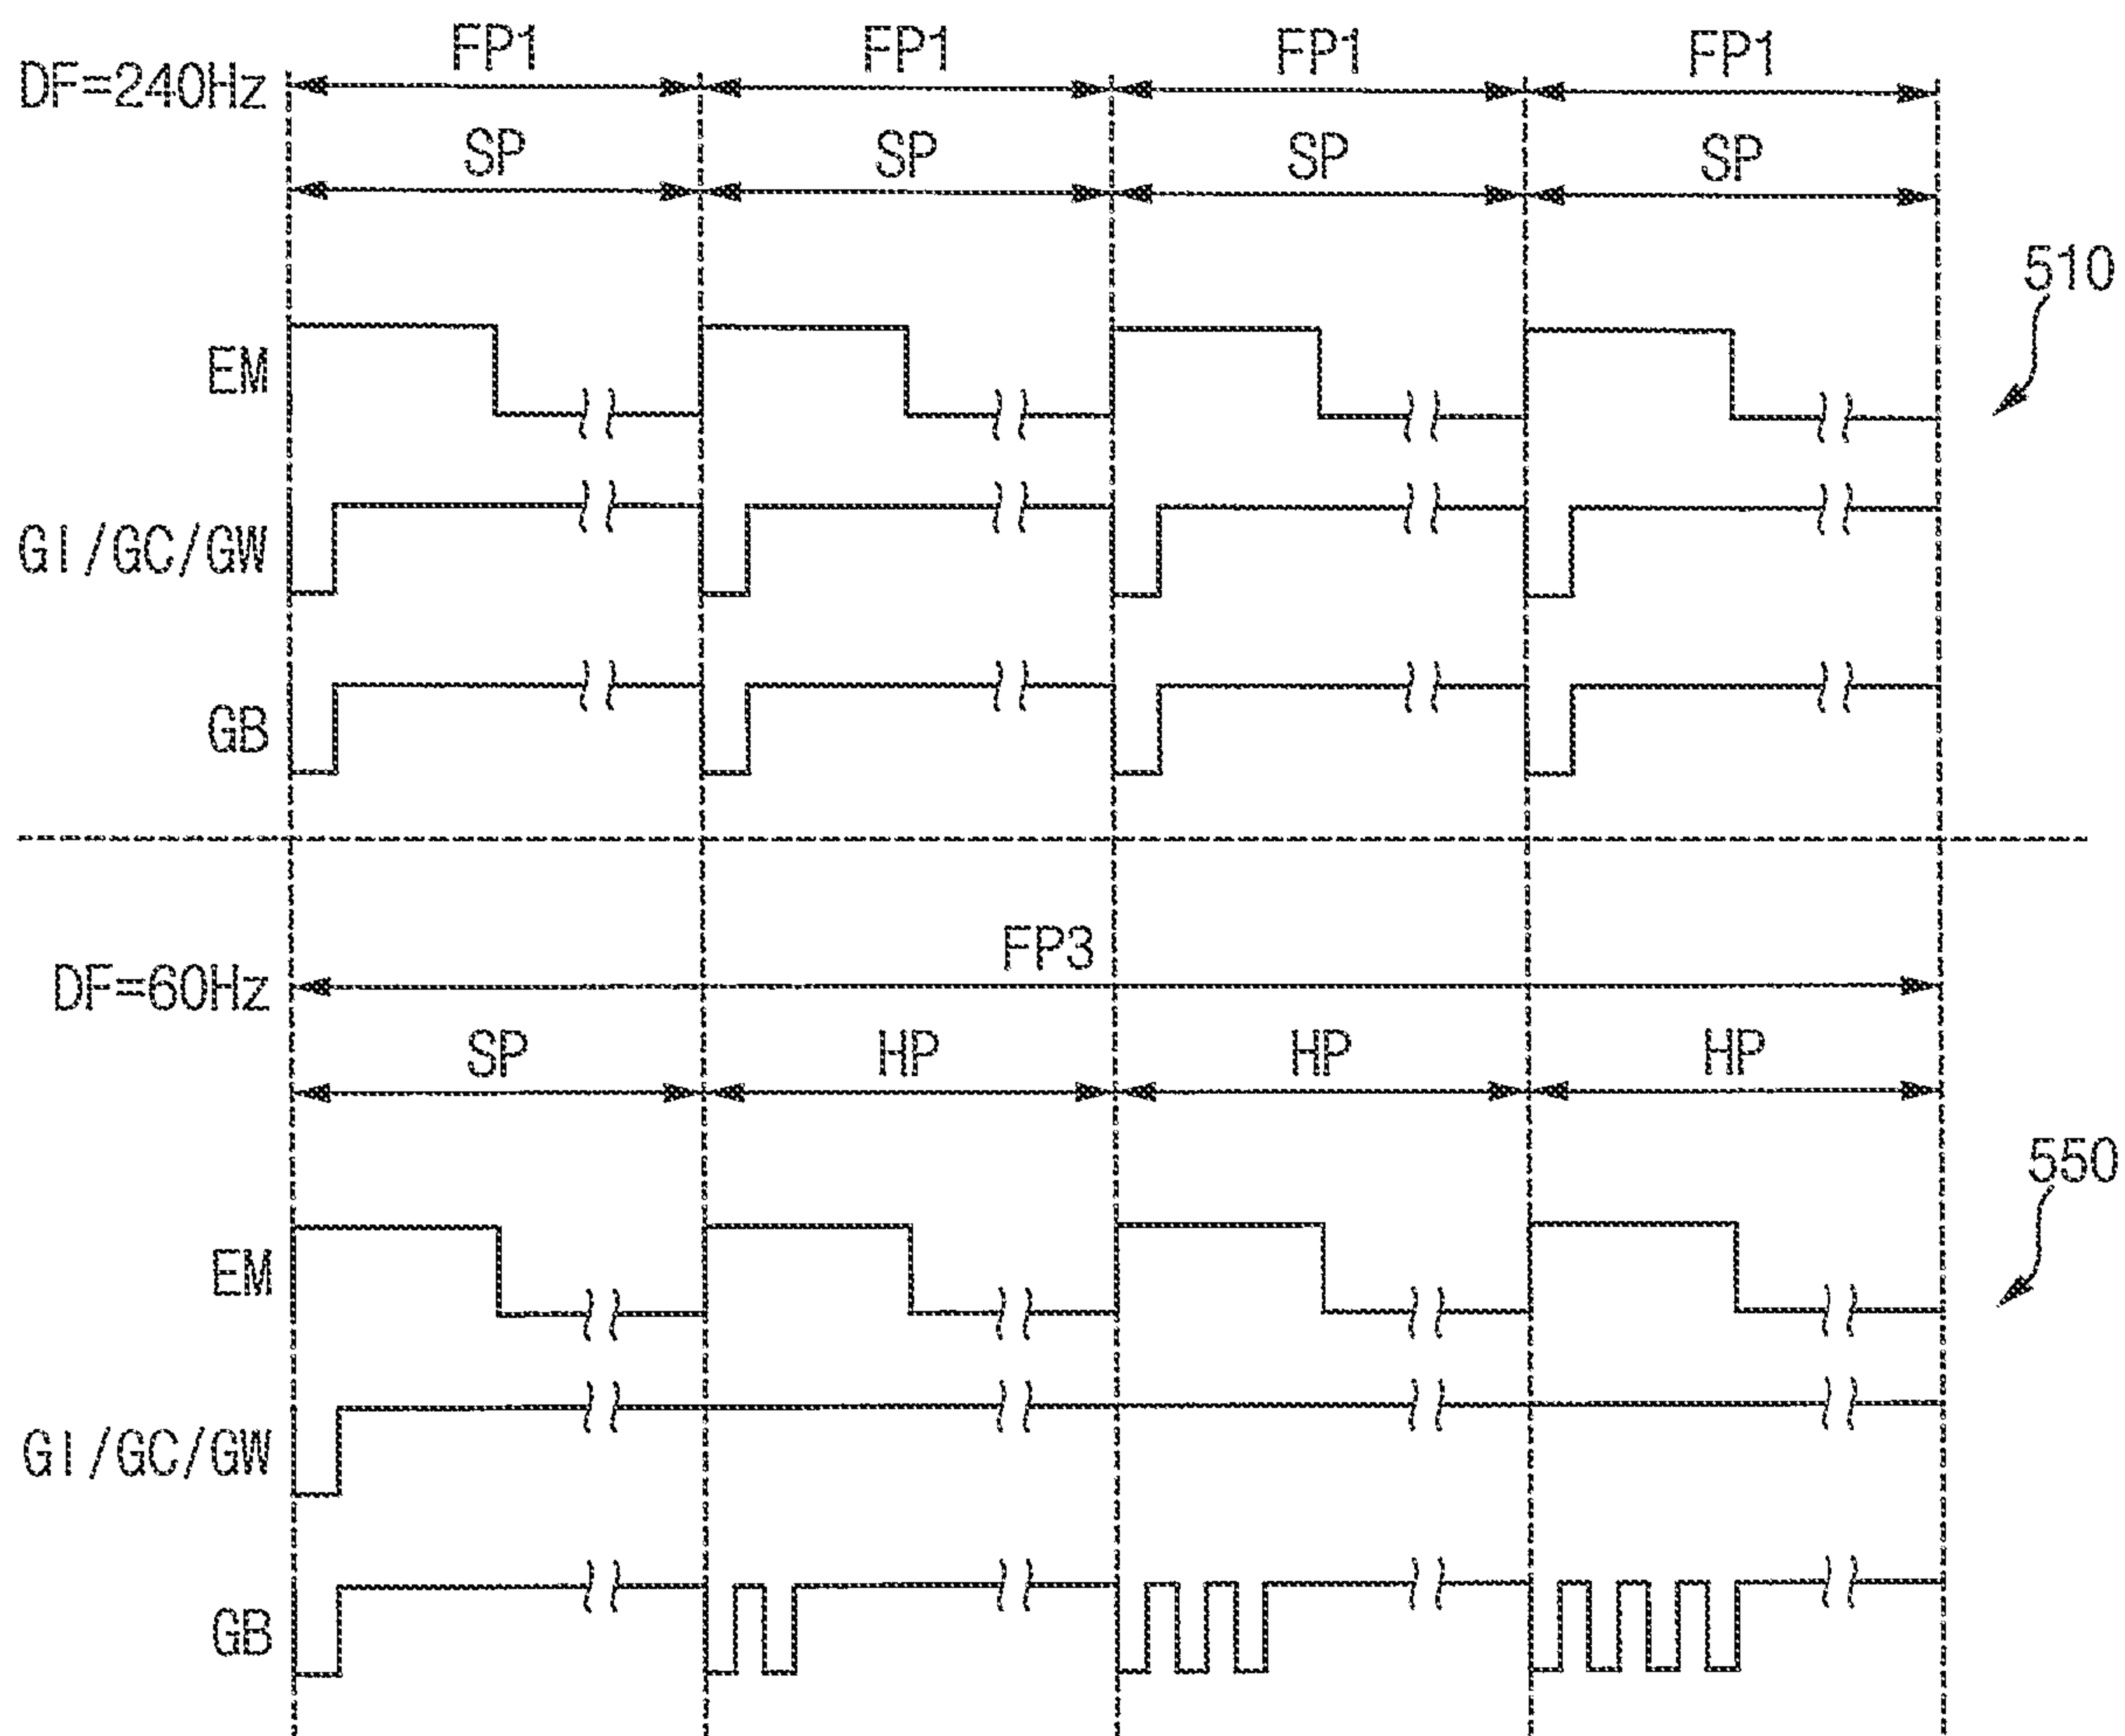 FP1 FP1 FP1 FP1
DF=240Hz
SP SP SP SP
510
EM
GI/GC/GW
GB
FP3
DF=60Hz
SP HP HP HP
550
EM
GI/GC/GW
GB